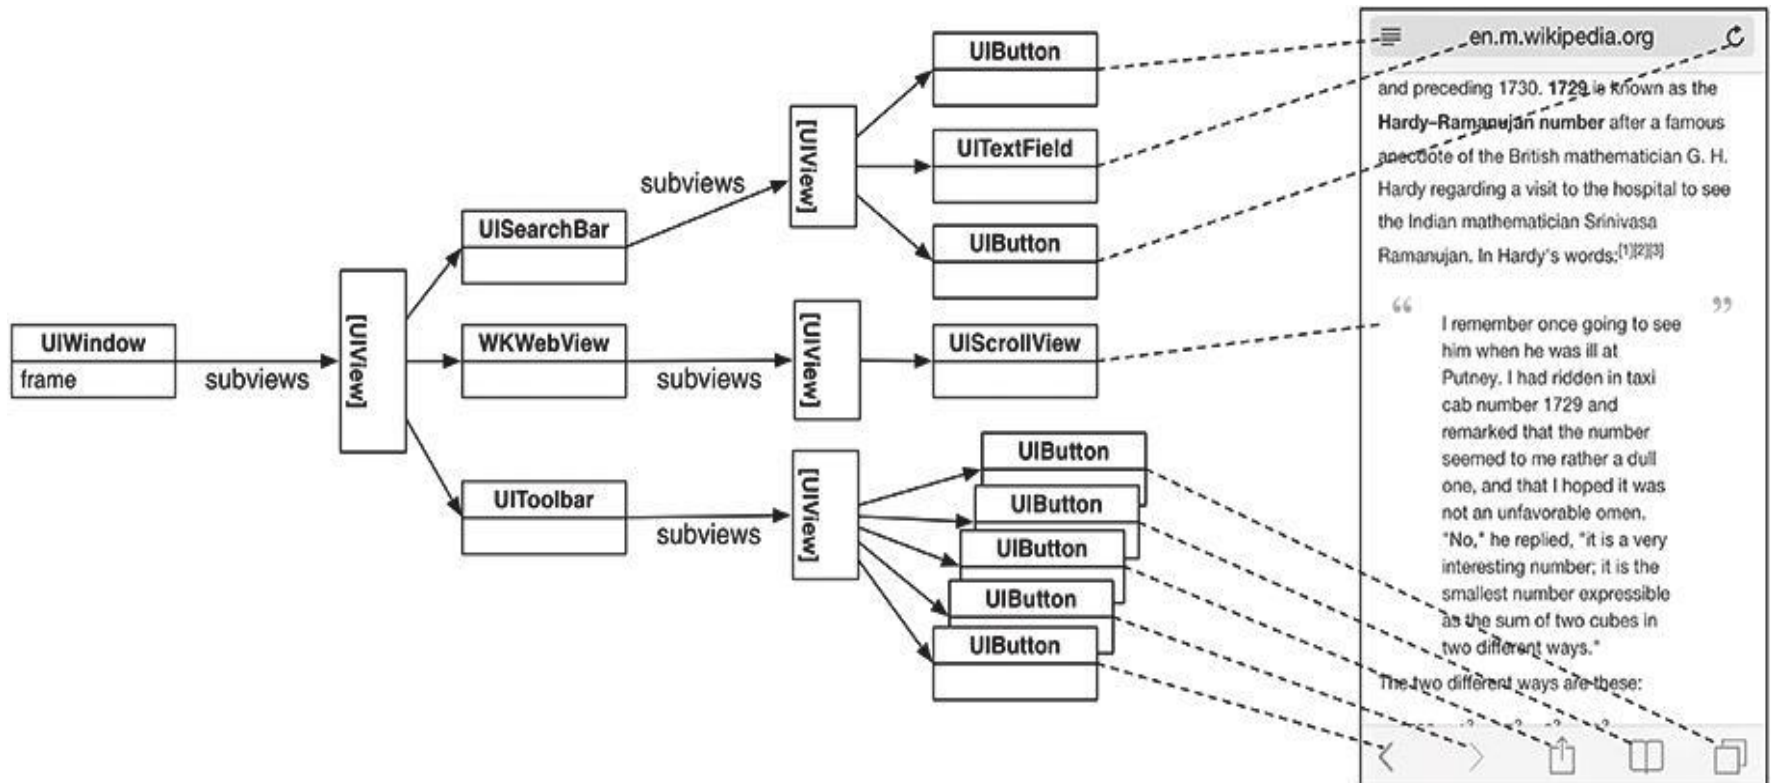 UIWindow
frame
subviews
[UIView]
UISearchBar
subviews
[UIView]
UIButton
UITextField
UIButton
WKWebView
subviews
[UIView]
UIScrollView
UIToolbar
subviews
[UIView]
UIButton
UIButton
UIButton
UIButton
UIButton
en.m.wikipedia.org
and preceding 1730. 1729 is known as the
Hardy–Ramanujan number after a famous
anecdote of the British mathematician G. H.
Hardy regarding a visit to the hospital to see
the Indian mathematician Srinivasa
Ramanujan. In Hardy's words:[1][2][3]
“ ”
I remember once going to see
him when he was ill at
Putney. I had ridden in taxi
cab number 1729 and
remarked that the number
seemed to me rather a dull
one, and that I hoped it was
not an unfavorable omen.
"No," he replied, "it is a very
interesting number; it is the
smallest number expressible
as the sum of two cubes in
two different ways."
The two different ways are these: